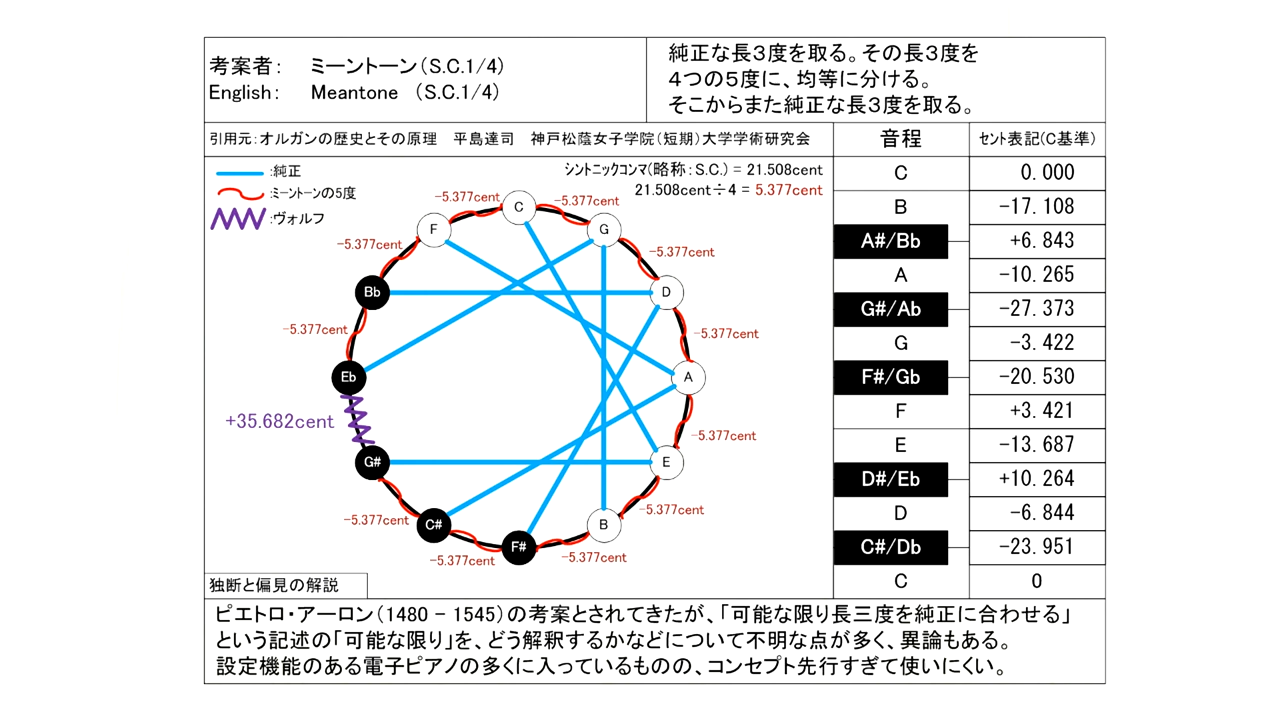 考案者： ミーントーン（S.C.1/4）
English： Meantone （S.C.1/4）
純正な長３度を取る。その長３度を
４つの５度に、均等に分ける。
そこからまた純正な長３度を取る。
引用元：オルガンの歴史とその原理 平島達司 神戸松蔭女子学院（短期）大学学術研究会
音程
セント表記（C基準）
:純正
:ミーントーンの5度
:ヴォルフ
シントニックコンマ（略称：S.C.）= 21.508cent
21.508cent÷4 = 5.377cent
C
G
D
A
E
B
F#
C#
G#
Eb
Bb
F
-5.377cent
-5.377cent
-5.377cent
-5.377cent
-5.377cent
-5.377cent
-5.377cent
-5.377cent
-5.377cent
+35.682cent
-5.377cent
-5.377cent
C 0.000
B -17.108
A#/Bb +6.843
A -10.265
G#/Ab -27.373
G -3.422
F#/Gb -20.530
F +3.421
E -13.687
D#/Eb +10.264
D -6.844
C#/Db -23.951
C 0
独断と偏見の解説
ピエトロ・アーロン（1480 - 1545）の考案とされてきたが、「可能な限り長三度を純正に合わせる」
という記述の「可能な限り」を、どう解釈するかなどについて不明な点が多く、異論もある。
設定機能のある電子ピアノの多くに入っているものの、コンセプト先行すぎて使いにくい。